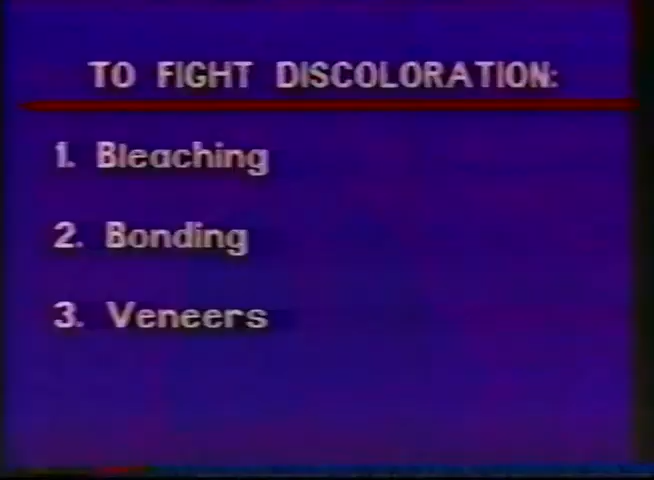 TO FIGHT DISCOLORATION:
1. Bleaching
2. Bonding
3. Veneers